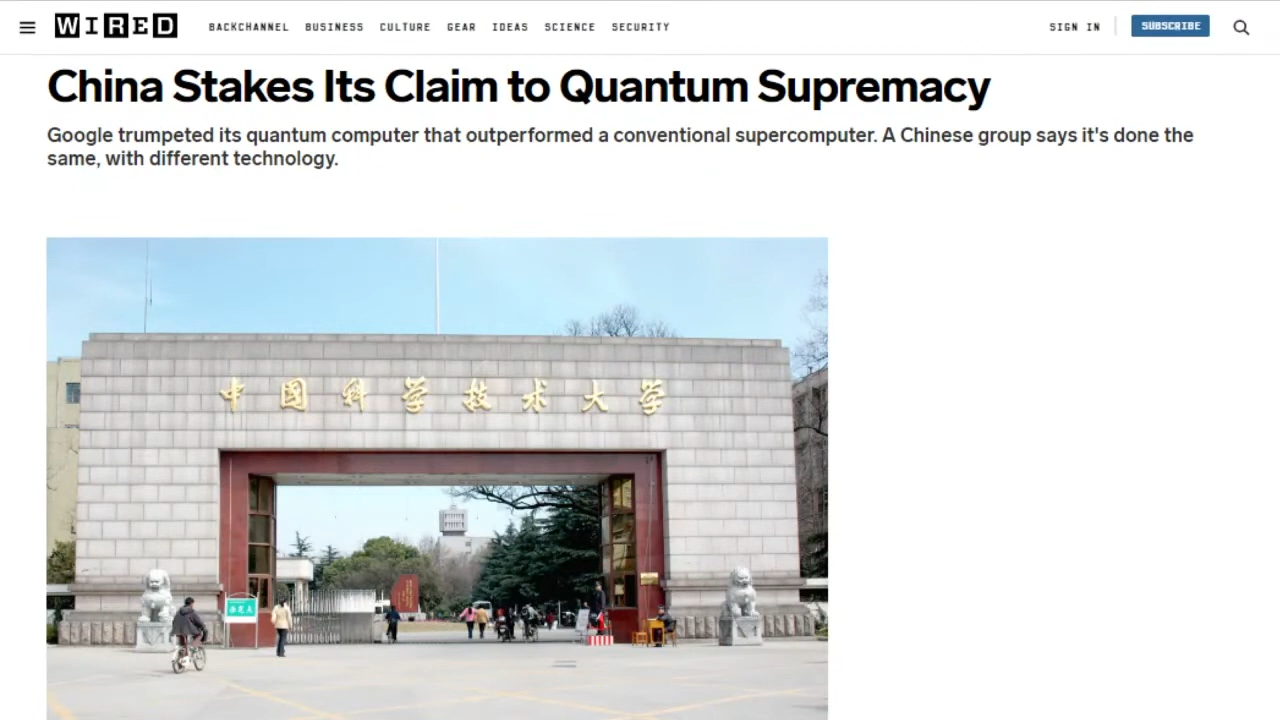 WIRED
BACKCHANNEL BUSINESS CULTURE GEAR IDEAS SCIENCE SECURITY
SIGN IN
SUBSCRIBE
China Stakes Its Claim to Quantum Supremacy
Google trumpeted its quantum computer that outperformed a conventional supercomputer. A Chinese group says it's done the
same, with different technology.
中国科学技术大学